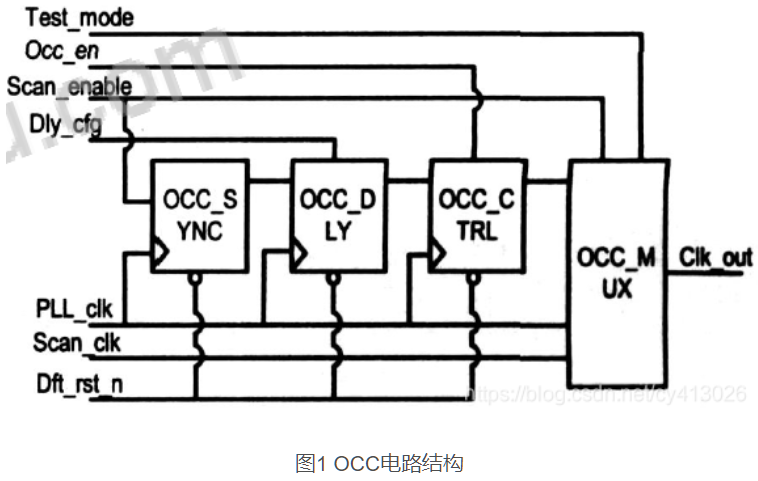 Test_mode
Occ_en
Scan_enable
Dly_cfg
OCC_S
YNC
OCC_D
LY
OCC_C
TRL
OCC_M
UX
Clk_out
PLL_clk
Scan_clk
Dft_rst_n
https://blog.csdn.net/cy413026
图1 OCC电路结构